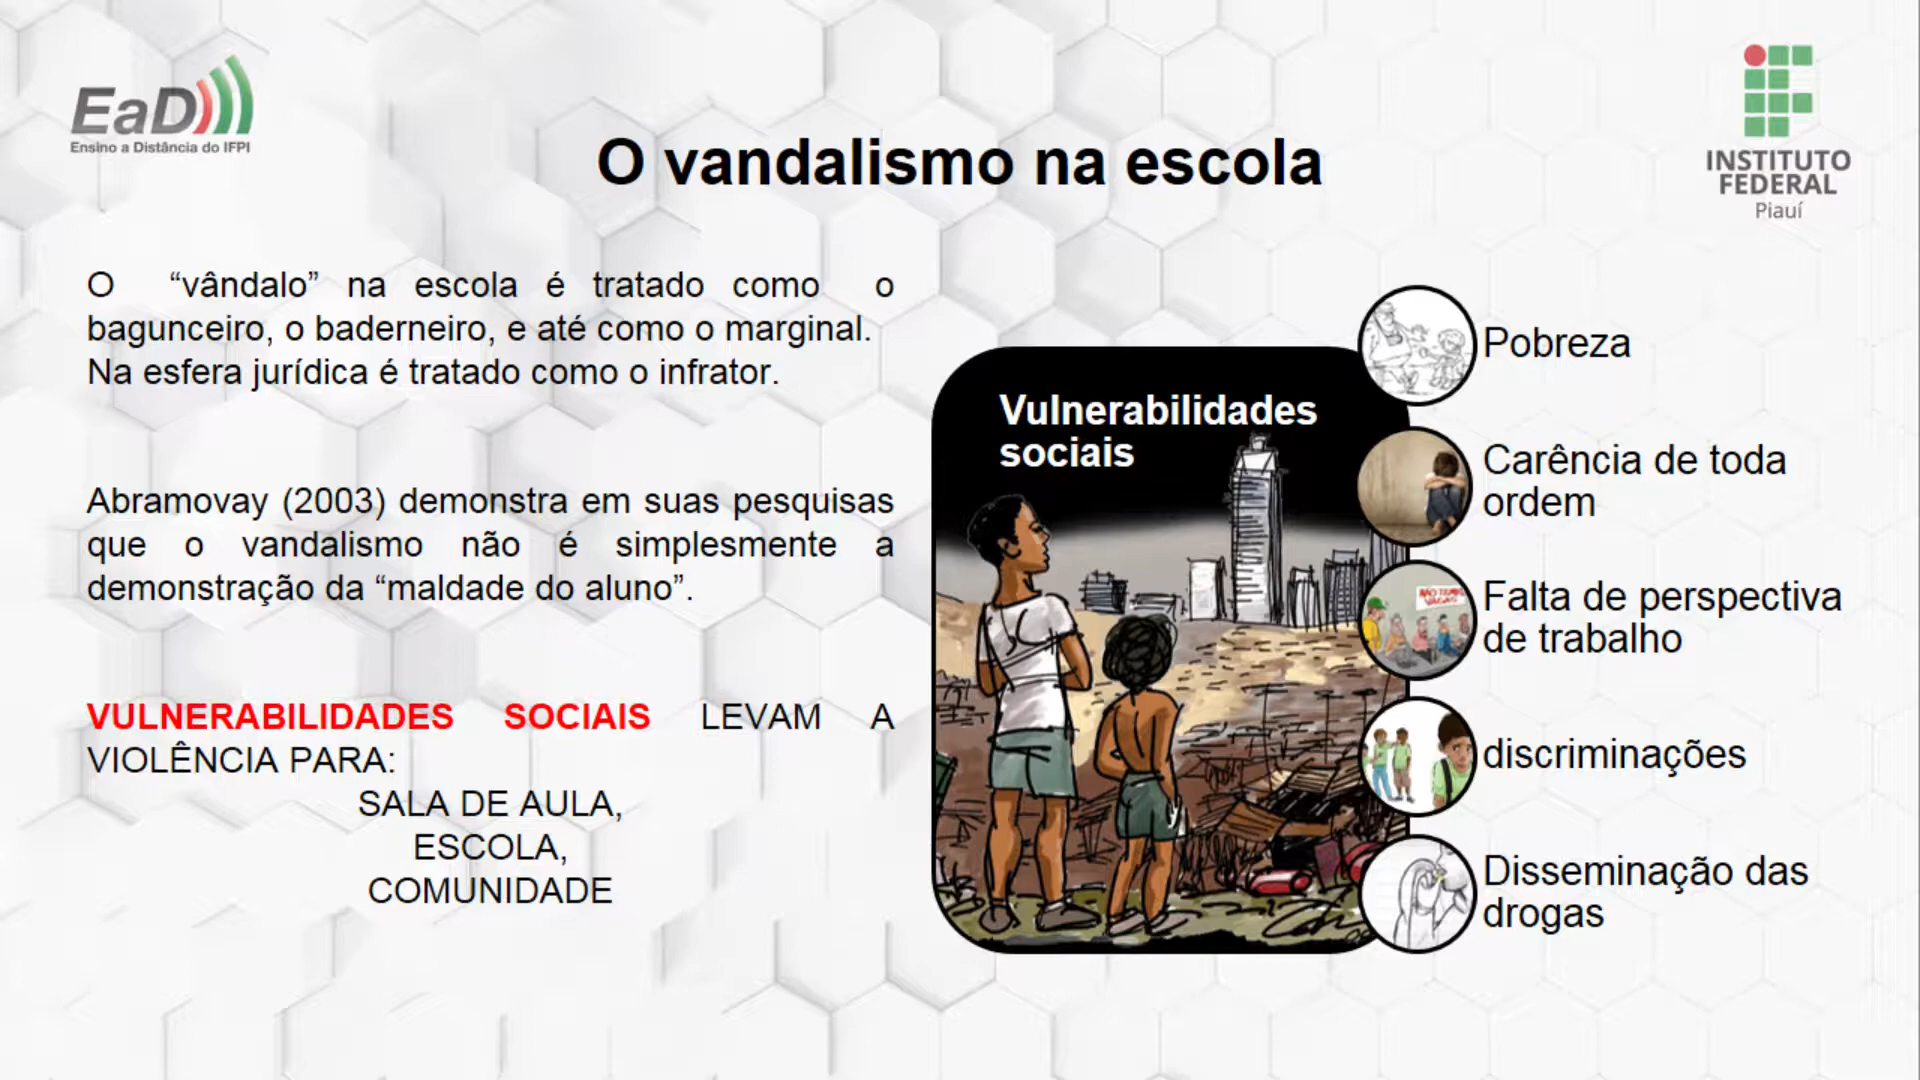 EaD
Ensino a Distância do IFPI
INSTITUTO
FEDERAL
Piauí
O vandalismo na escola
O “vândalo” na escola é tratado como o
bagunceiro, o baderneiro, e até como o marginal.
Na esfera jurídica é tratado como o infrator.
Abramovay (2003) demonstra em suas pesquisas
que o vandalismo não é simplesmente a
demonstração da “maldade do aluno”.
VULNERABILIDADES SOCIAIS LEVAM A
VIOLÊNCIA PARA:
SALA DE AULA,
ESCOLA,
COMUNIDADE
Vulnerabilidades
sociais
Pobreza
Carência de toda
ordem
NÃO TEMOS
VAGAS
Falta de perspectiva
de trabalho
discriminações
Disseminação das
drogas